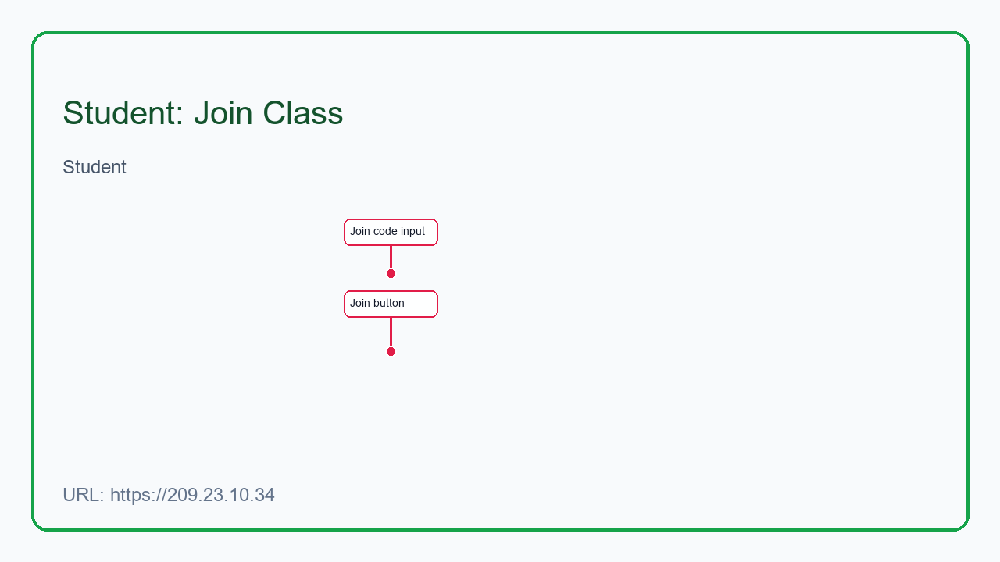 Student: Join Class
Student
Join code input
Join button
URL: https://209.23.10.34